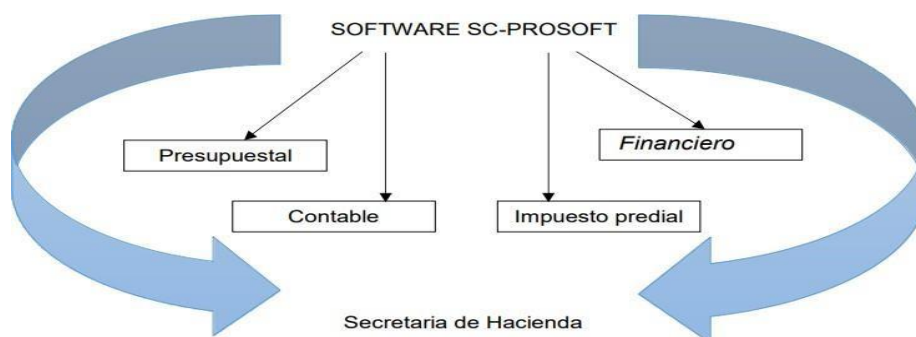 SOFTWARE SC-PROSOFT
Presupuestal
Financiero
Contable
Impuesto predial
Secretaria de Hacienda